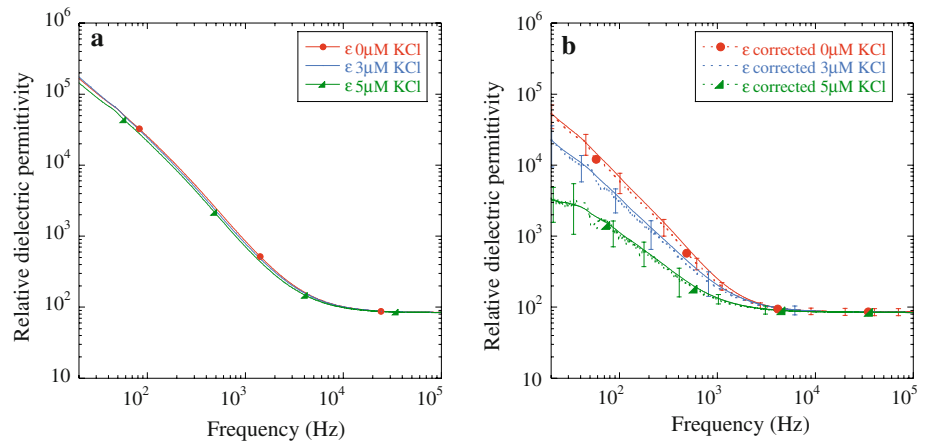 a
ε 0μM KCl
ε 3μM KCl
ε 5μM KCl
Relative dielectric permittivity
10^6
10^5
10^4
10^3
10^2
10
10^2
10^3
10^4
10^5
Frequency (Hz)
b
ε corrected 0μM KCl
ε corrected 3μM KCl
ε corrected 5μM KCl
Relative dielectric permittivity
10^6
10^5
10^4
10^3
10^2
10
10^2
10^3
10^4
10^5
Frequency (Hz)